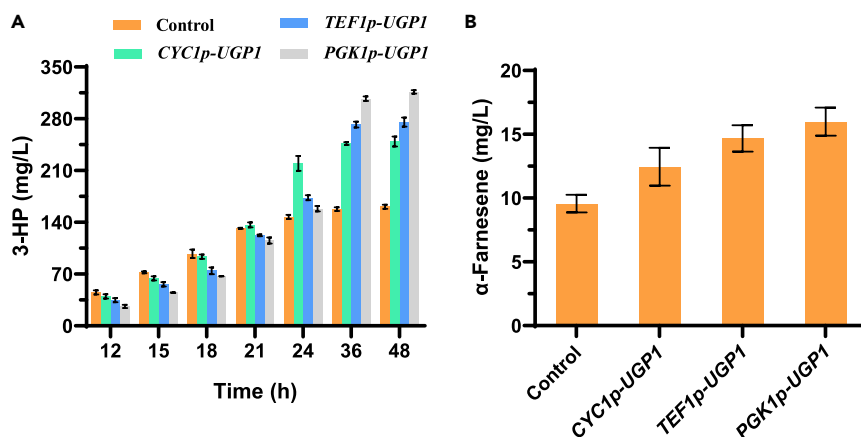 A
Control
TEF1p-UGP1
CYC1p-UGP1
PGK1p-UGP1
3-HP (mg/L)
350
280
210
140
70
0
12 15 18 21 24 36 48
Time (h)
B
α-Farnesene (mg/L)
20
15
10
5
0
Control
CYC1p-UGP1
TEF1p-UGP1
PGK1p-UGP1